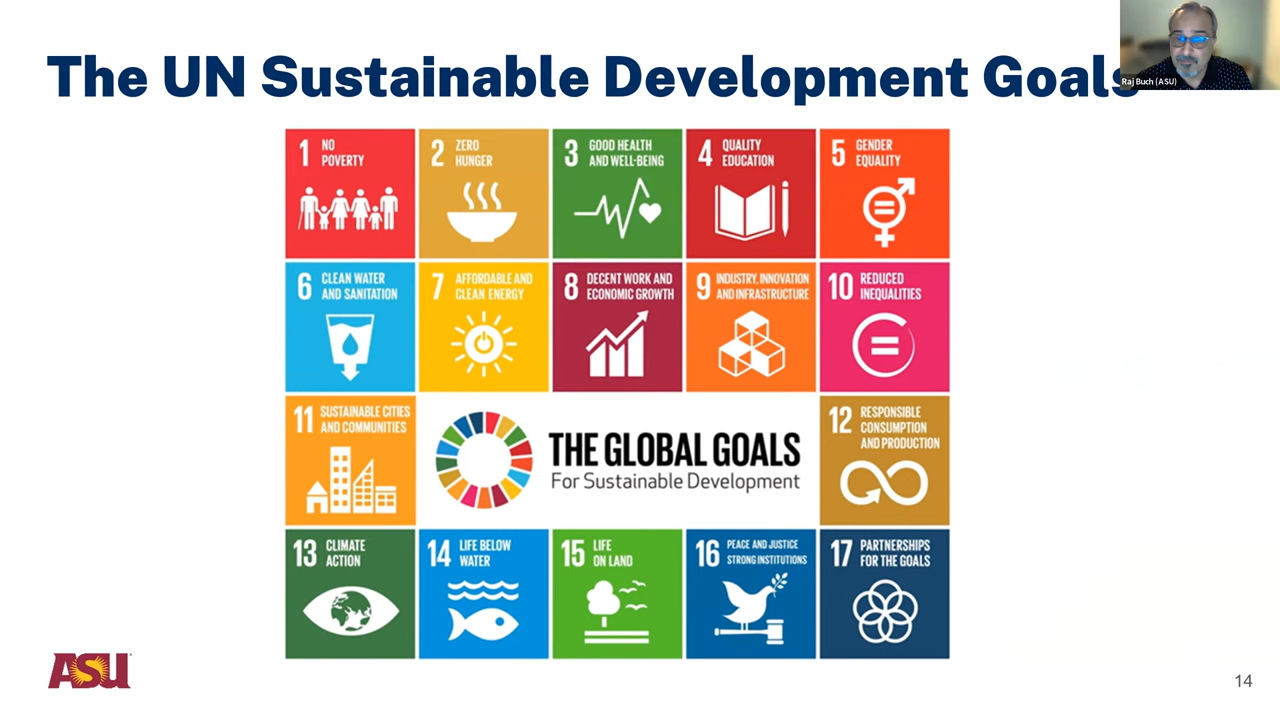 The UN Sustainable Development Goals
Raj Buch (ASU)
1 NO
POVERTY
2 ZERO
HUNGER
3 GOOD HEALTH
AND WELL-BEING
4 QUALITY
EDUCATION
5 GENDER
EQUALITY
6 CLEAN WATER
AND SANITATION
7 AFFORDABLE AND
CLEAN ENERGY
8 DECENT WORK AND
ECONOMIC GROWTH
9 INDUSTRY, INNOVATION
AND INFRASTRUCTURE
10 REDUCED
INEQUALITIES
11 SUSTAINABLE CITIES
AND COMMUNITIES
THE GLOBAL GOALS
For Sustainable Development
12 RESPONSIBLE
CONSUMPTION
AND PRODUCTION
13 CLIMATE
ACTION
14 LIFE BELOW
WATER
15 LIFE
ON LAND
16 PEACE AND JUSTICE
STRONG INSTITUTIONS
17 PARTNERSHIPS
FOR THE GOALS
ASU
14